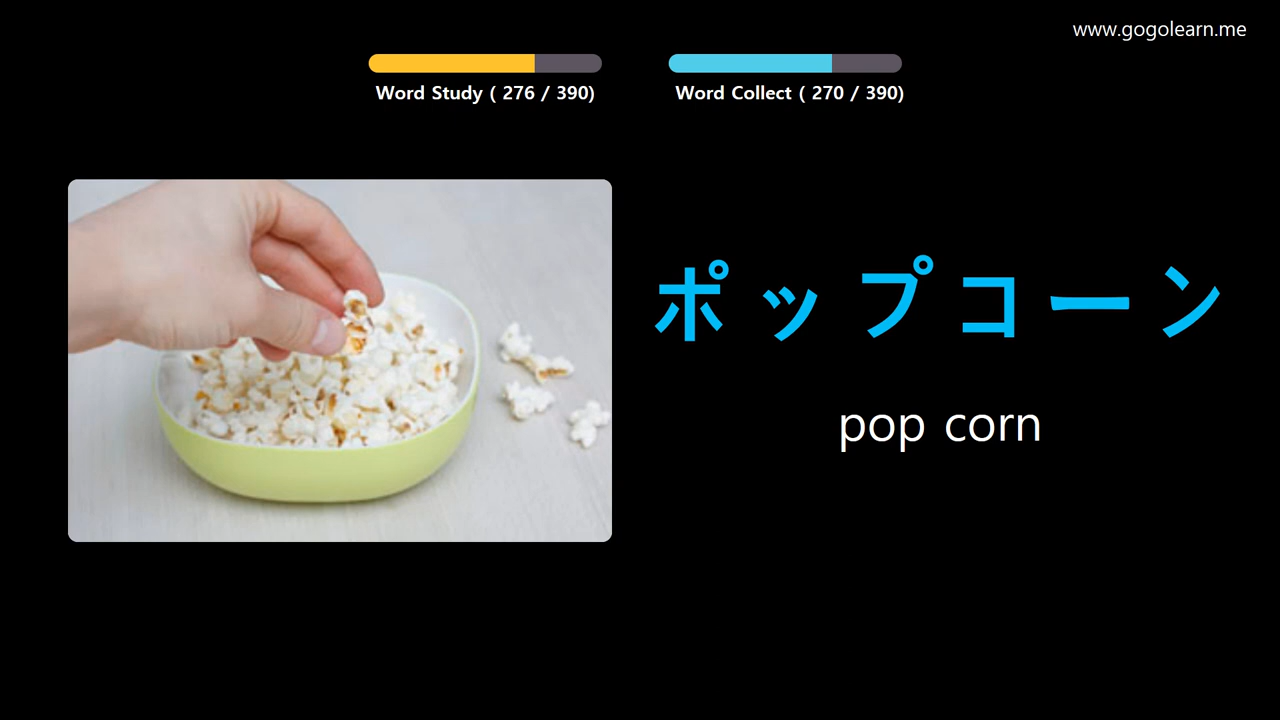 www.gogolearn.me
Word Study ( 276 / 390)
Word Collect ( 270 / 390)
ポップコーン
pop corn